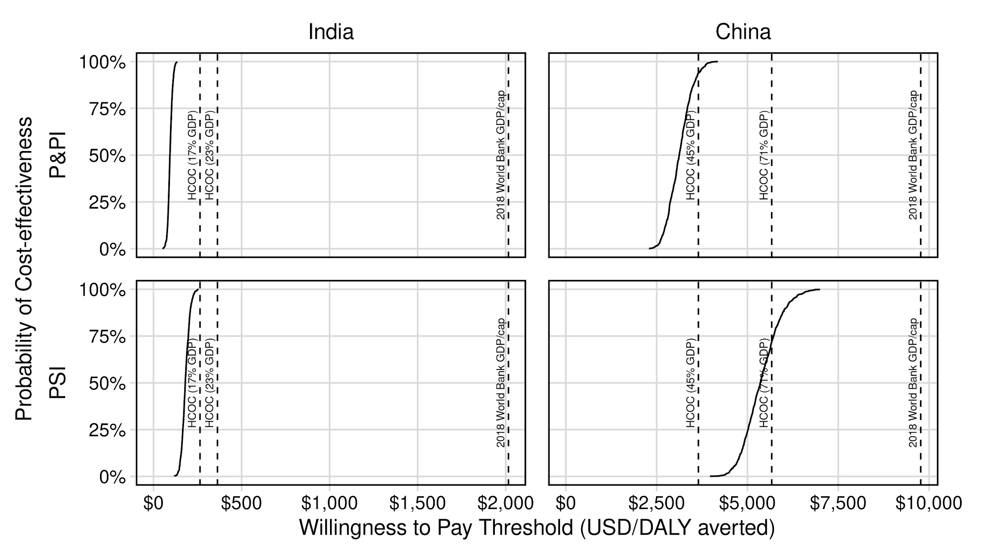 India
China
Probability of Cost-effectiveness
P&PI
100%
75%
50%
25%
0%
HCOC (17% GDP)
HCOC (23% GDP)
2018 World Bank GDP/cap
HCOC (45% GDP)
HCOC (71% GDP)
2018 World Bank GDP/cap
PSI
100%
75%
50%
25%
0%
HCOC (17% GDP)
HCOC (23% GDP)
2018 World Bank GDP/cap
HCOC (45% GDP)
HCOC (71% GDP)
2018 World Bank GDP/cap
$0 $500 $1,000 $1,500 $2,000 $0 $2,500 $5,000 $7,500 $10,000
Willingness to Pay Threshold (USD/DALY averted)